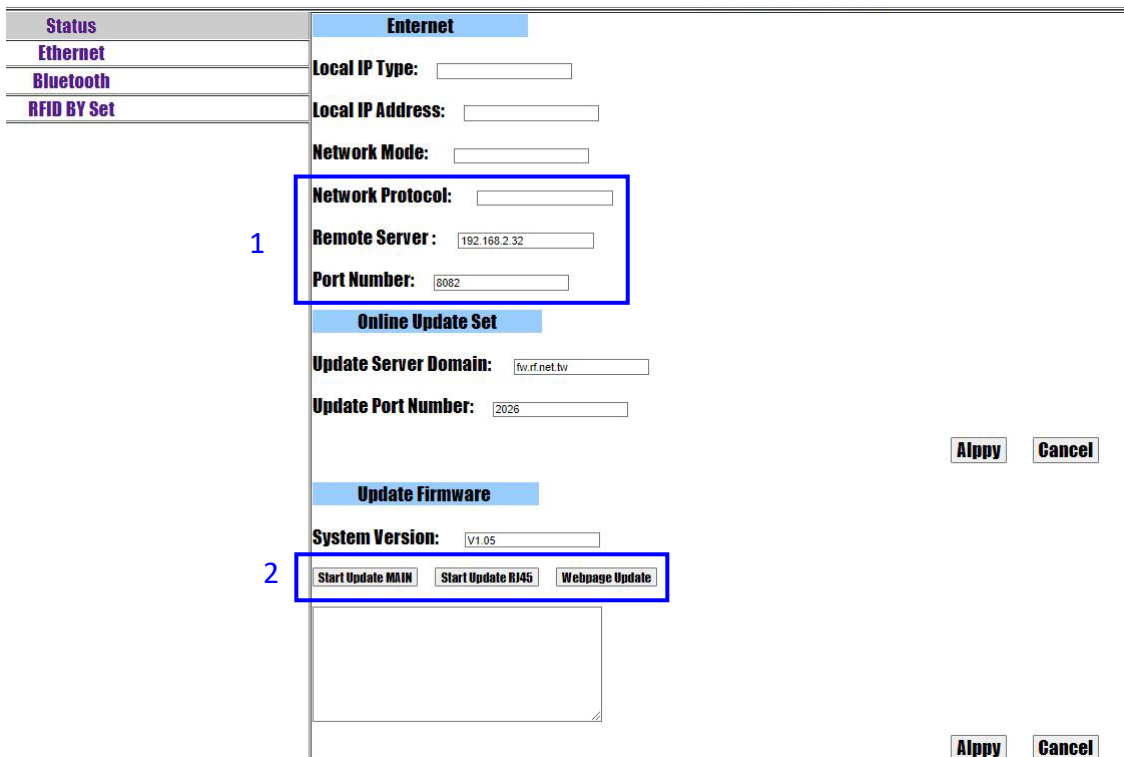 Status
Ethernet
Bluetooth
RFID BY Set
Enternet
Local IP Type:
Local IP Address:
Network Mode:
1
Network Protocol:
Remote Server : 192.168.2.32
Port Number: 8082
Online Update Set
Update Server Domain: fw.rf.net.tw
Update Port Number: 2026
Alppy Cancel
Update Firmware
System Version: V1.05
2
Start Update MAIN Start Update RJ45 Webpage Update
Alppy Cancel